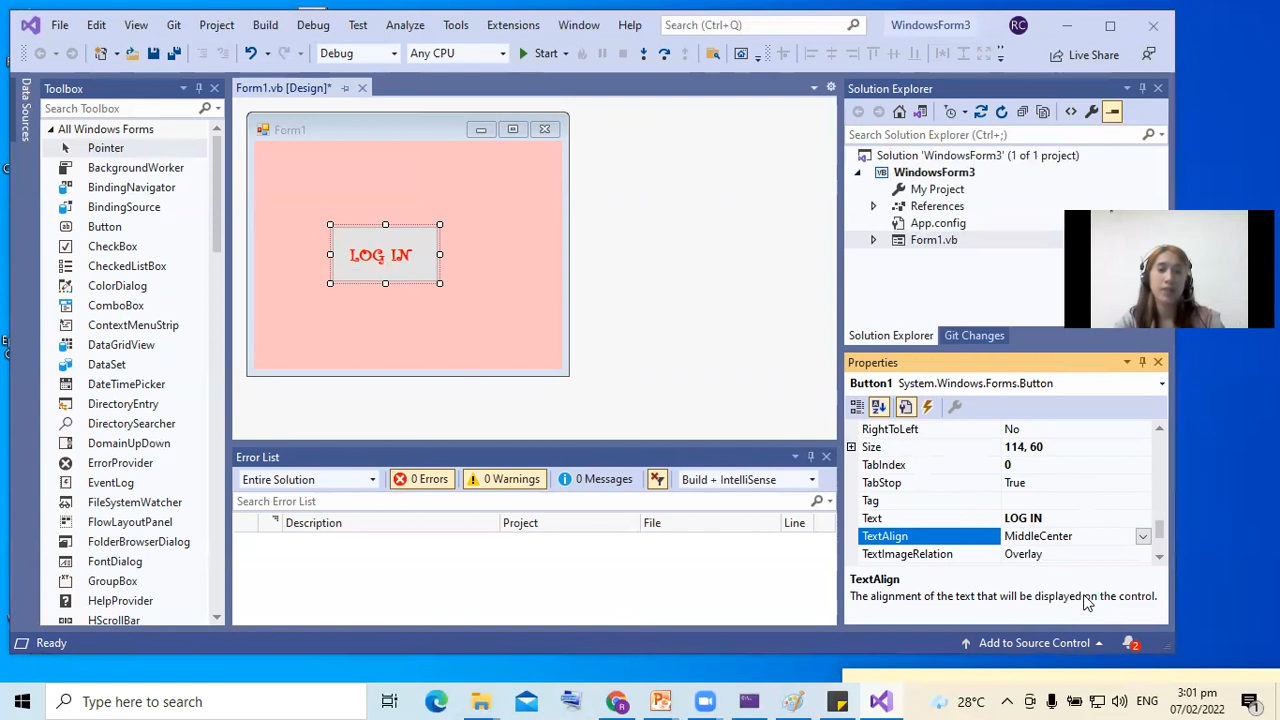 File Edit View Git Project Build Debug Test Analyze Tools Extensions Window Help Search (Ctrl+Q) WindowsForm3 RC
Debug Any CPU Start Live Share
Data Sources
Toolbox
Search Toolbox
All Windows Forms
Pointer
BackgroundWorker
BindingNavigator
BindingSource
Button
CheckBox
CheckedListBox
ColorDialog
ComboBox
ContextMenuStrip
DataGridView
DataSet
DateTimePicker
DirectoryEntry
DirectorySearcher
DomainUpDown
ErrorProvider
EventLog
FileSystemWatcher
FlowLayoutPanel
FolderBrowserDialog
FontDialog
GroupBox
HelpProvider
HScrollBar
Form1.vb [Design]*
Form1
LOG IN
Error List
Entire Solution 0 Errors 0 Warnings 0 Messages Build + IntelliSense
Search Error List
Description Project File Line
Solution Explorer
Search Solution Explorer (Ctrl+;)
Solution 'WindowsForm3' (1 of 1 project)
VB WindowsForm3
My Project
References
App.config
Form1.vb
Solution Explorer Git Changes
Properties
Button1 System.Windows.Forms.Button
RightToLeft No
Size 114, 60
TabIndex 0
TabStop True
Tag
Text LOG IN
TextAlign MiddleCenter
TextImageRelation Overlay
TextAlign
The alignment of the text that will be displayed on the control.
Ready Add to Source Control 2
Type here to search 28°C ENG 3:01 pm
07/02/2022 1